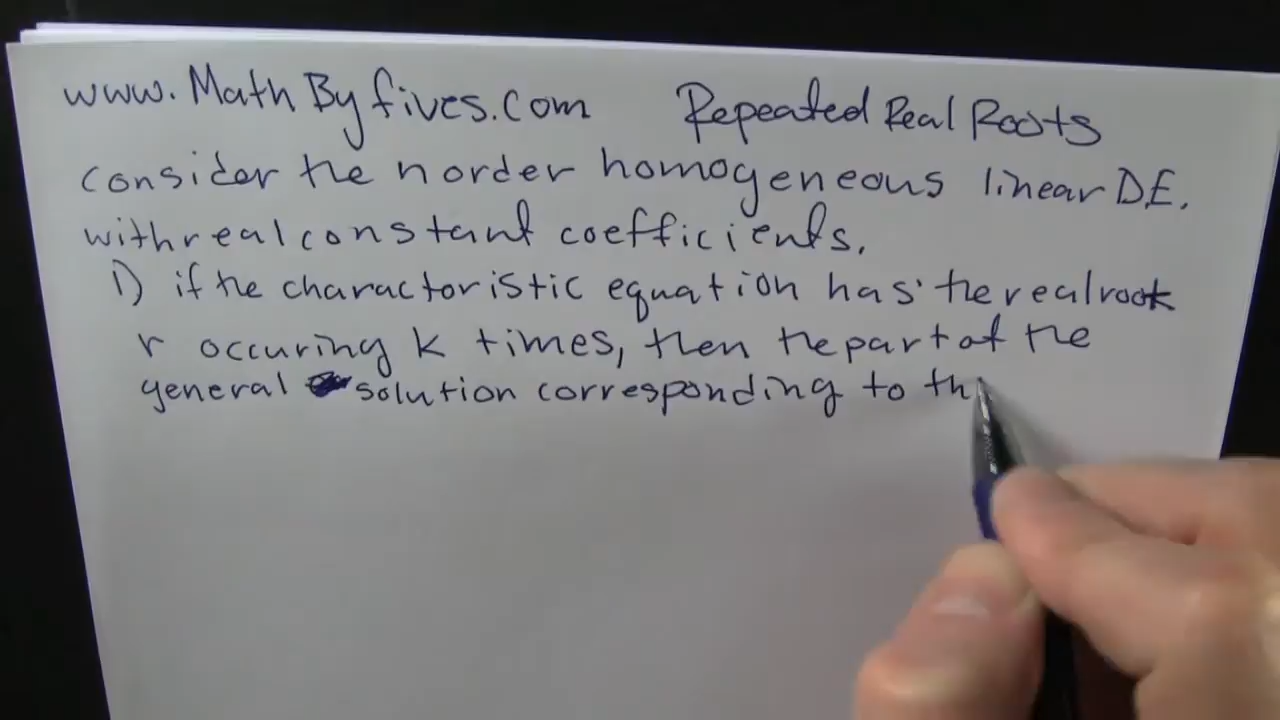 www.MathByfives.com Repeated Real Roots
consider the n order homogeneous linear D.E.
with real constant coefficients.
1) if the charactoristic equation has the real root
r occuring k times, then the part of the
general solution corresponding to th